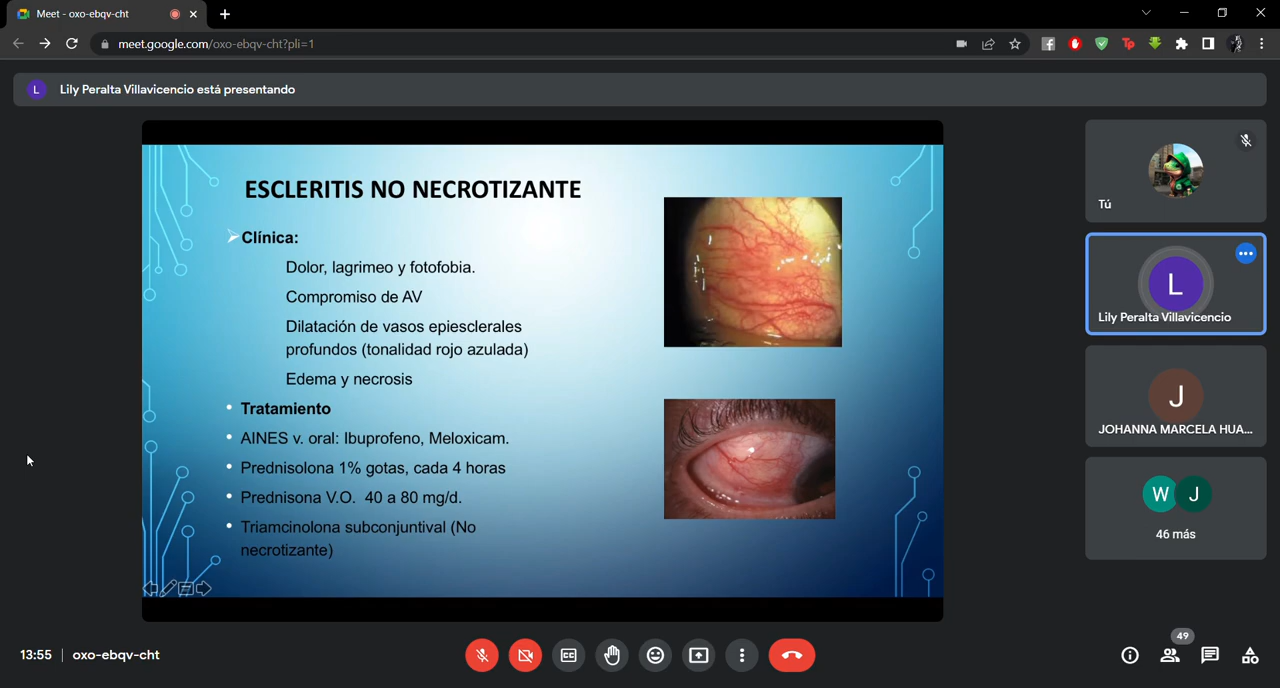 Meet - oxo-ebqv-cht
meet.google.com/oxo-ebqv-cht?pli=1
L
Lily Peralta Villavicencio está presentando
ESCLERITIS NO NECROTIZANTE
Clínica:
Dolor, lagrimeo y fotofobia.
Compromiso de AV
Dilatación de vasos epiesclerales
profundos (tonalidad rojo azulada)
Edema y necrosis
• Tratamiento
• AINES v. oral: Ibuprofeno, Meloxicam.
• Prednisolona 1% gotas, cada 4 horas
• Prednisona V.O. 40 a 80 mg/d.
• Triamcinolona subconjuntival (No
necrotizante)
Tú
L
Lily Peralta Villavicencio
J
JOHANNA MARCELA HUA...
W J
46 más
13:55 | oxo-ebqv-cht
49